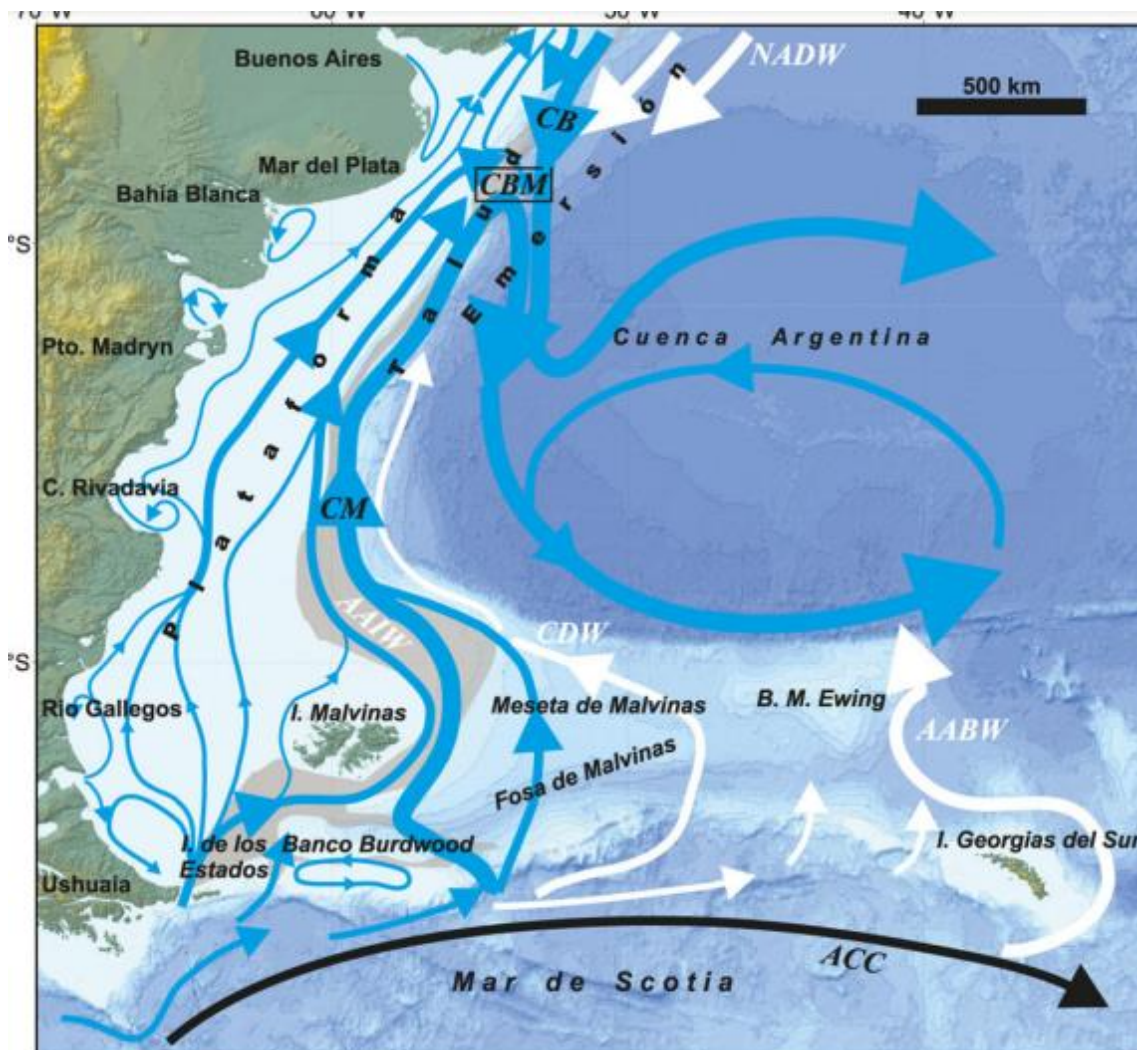 70°W 60°W 50°W 40°W
Buenos Aires
NADW
500 km
CB
Mar del Plata
CBM
Bahía Blanca
°S
Plataforma
Talud
Emersión
Pto. Madryn
Cuenca Argentina
C. Rivadavia
CM
AAIW
CDW
°S
Rio Gallegos
I. Malvinas
Meseta de Malvinas
B. M. Ewing
AABW
Fosa de Malvinas
I. de los Estados
Banco Burdwood
I. Georgias del Sur
Ushuaia
ACC
Mar de Scotia